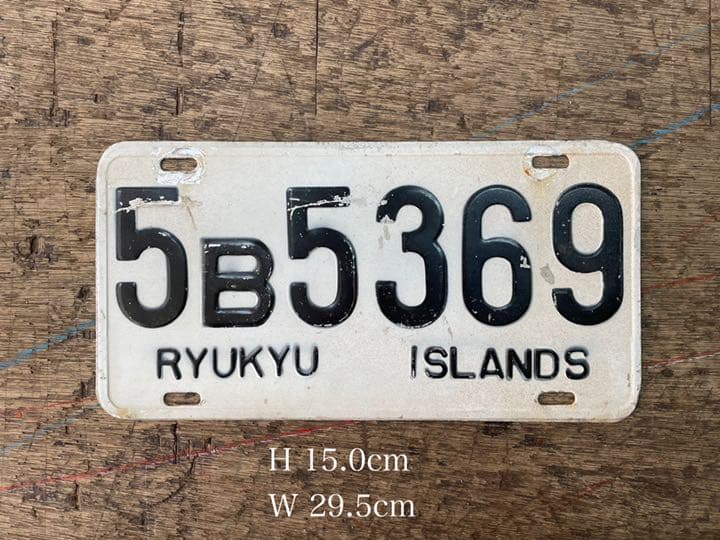 5B5369
RYUKYU ISLANDS
H 15.0cm
W 29.5cm